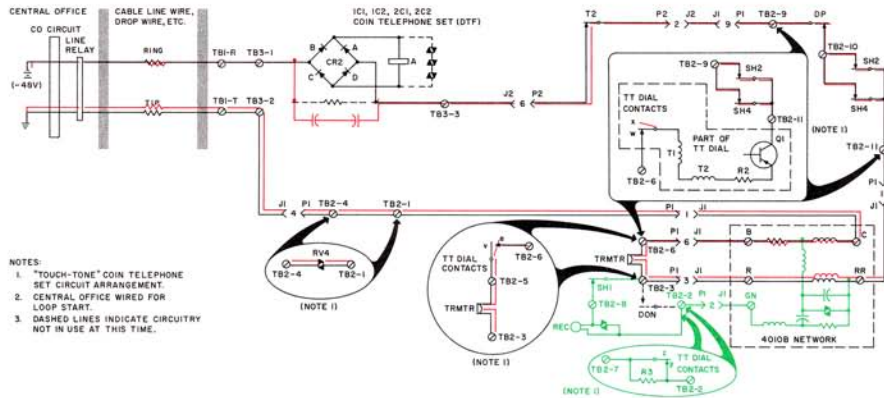 CENTRAL OFFICE
CO CIRCUIT
LINE
RELAY
(-48V)
CABLE LINE WIRE,
DROP WIRE, ETC.
RING
TIP
TB1-R
TB3-1
TB1-T
TB3-2
1C1, 1C2, 2C1, 2C2
COIN TELEPHONE SET (DTF)
B
A
CR2
C
D
A
TB3-3
J2
P2
6
T2
P2
J2
2
J1
P1
9
TB2-9
DP
TB2-10
SH2
SH4
TB2-11
P1
J1
TB2-9
SH2
SH4
TB2-11
TT DIAL
CONTACTS
X
W
PART OF
TT DIAL
Q1
T1
T2
R2
TB2-6
(NOTE 1)
J1
P1
4
TB2-4
TB2-1
P1
J1
1
RV4
TB2-4
TB2-1
(NOTE 1)
TT DIAL
CONTACTS
V
TB2-6
TB2-5
TRMTR
TB2-3
(NOTE 1)
TB2-6
P1
J1
6
B
C
TRMTR
TB2-3
P1
J1
3
R
RR
SH1
TB2-8
DON
TB2-2
P1
J1
2
GN
REC
4010B NETWORK
TB2-7
TT DIAL
CONTACTS
R3
TB2-2
(NOTE 1)
NOTES:
1. "TOUCH-TONE" COIN TELEPHONE
SET CIRCUIT ARRANGEMENT.
2. CENTRAL OFFICE WIRED FOR
LOOP START.
3. DASHED LINES INDICATE CIRCUITRY
NOT IN USE AT THIS TIME.